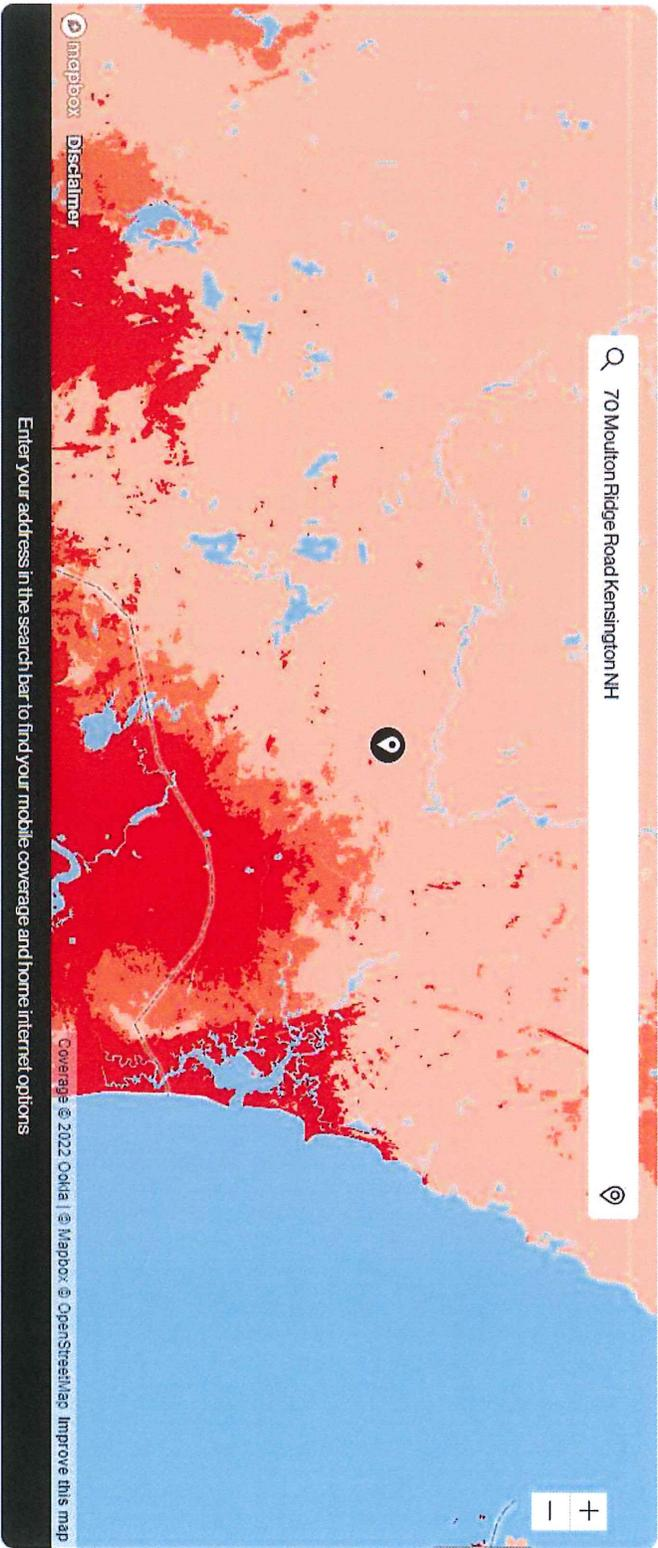 70 Moulton Ridge Road Kensington NH
+
−
mapbox Disclaimer
Coverage © 2022 Ookla | © Mapbox © OpenStreetMap Improve this map
Enter your address in the search bar to find your mobile coverage and home internet options